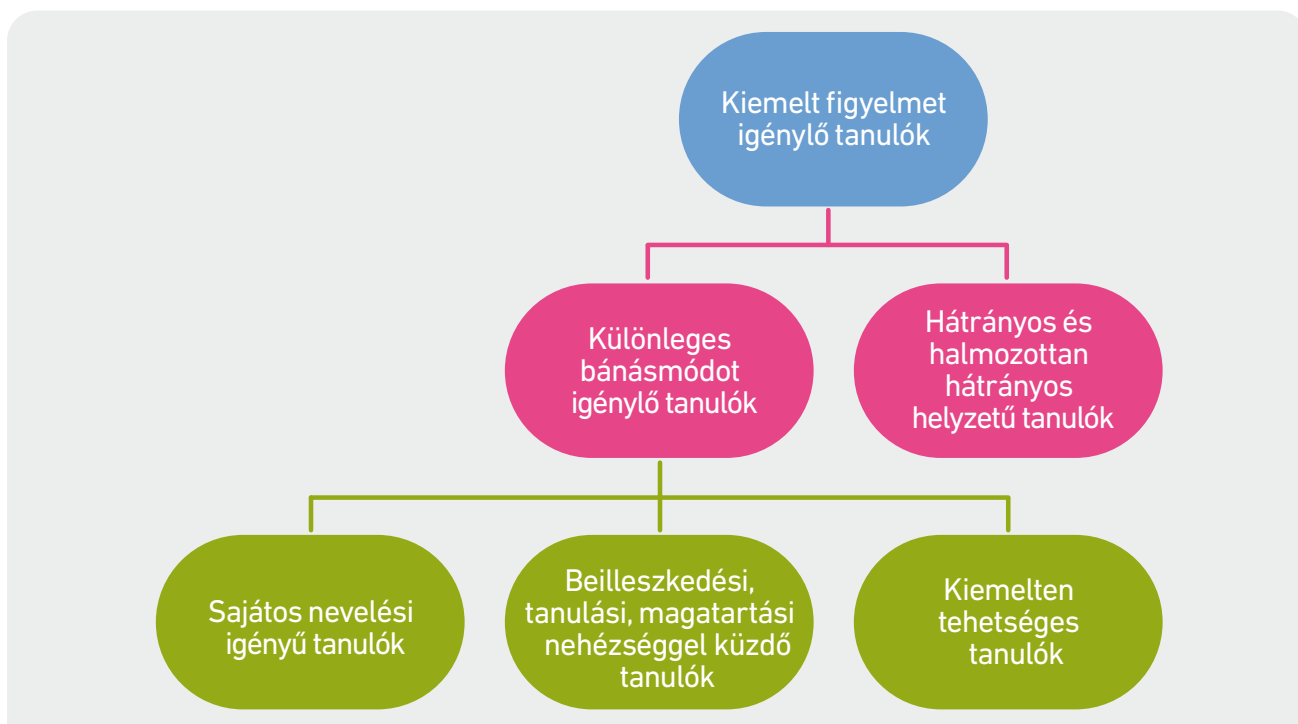 Kiemelt figyelmet
igénylő tanulók
Különleges
bánásmódot
igénylő tanulók
Hátrányos és
halmozottan
hátrányos
helyzetű tanulók
Sajátos nevelési
igényű tanulók
Beilleszkedési,
tanulási, magatartási
nehézséggel küzdő
tanulók
Kiemelten
tehetséges
tanulók